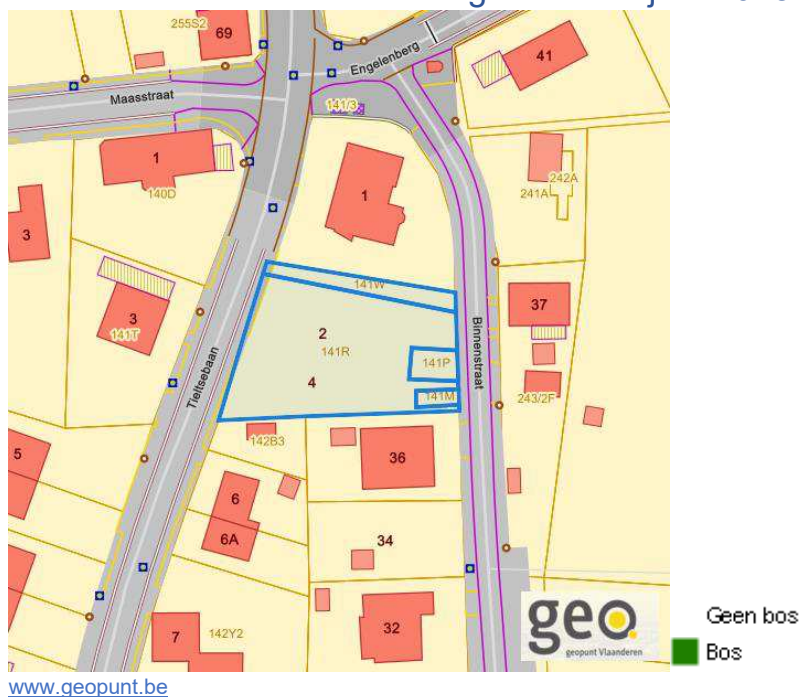 255S2
69
Engelenberg
41
Maasstraat
141/3
1
140D
1
242A
241A
3
3
141T
141W
2
141R
4
141P
141M
37
Binnenstraat
243/2F
Tieltsebaan
142B3
5
36
6
6A
34
7
142Y2
32
geo
geopunt Vlaanderen
Geen bos
Bos
www.geopunt.be